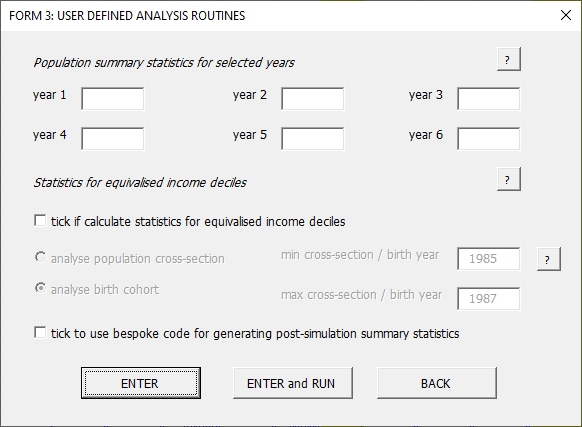 FORM 3: USER DEFINED ANALYSIS ROUTINES
Population summary statistics for selected years ?
year 1 year 2 year 3
year 4 year 5 year 6
Statistics for equivalised income deciles ?
tick if calculate statistics for equivalised income deciles
analyse population cross-section min cross-section / birth year 1985 ?
analyse birth cohort max cross-section / birth year 1987
tick to use bespoke code for generating post-simulation summary statistics
ENTER ENTER and RUN BACK